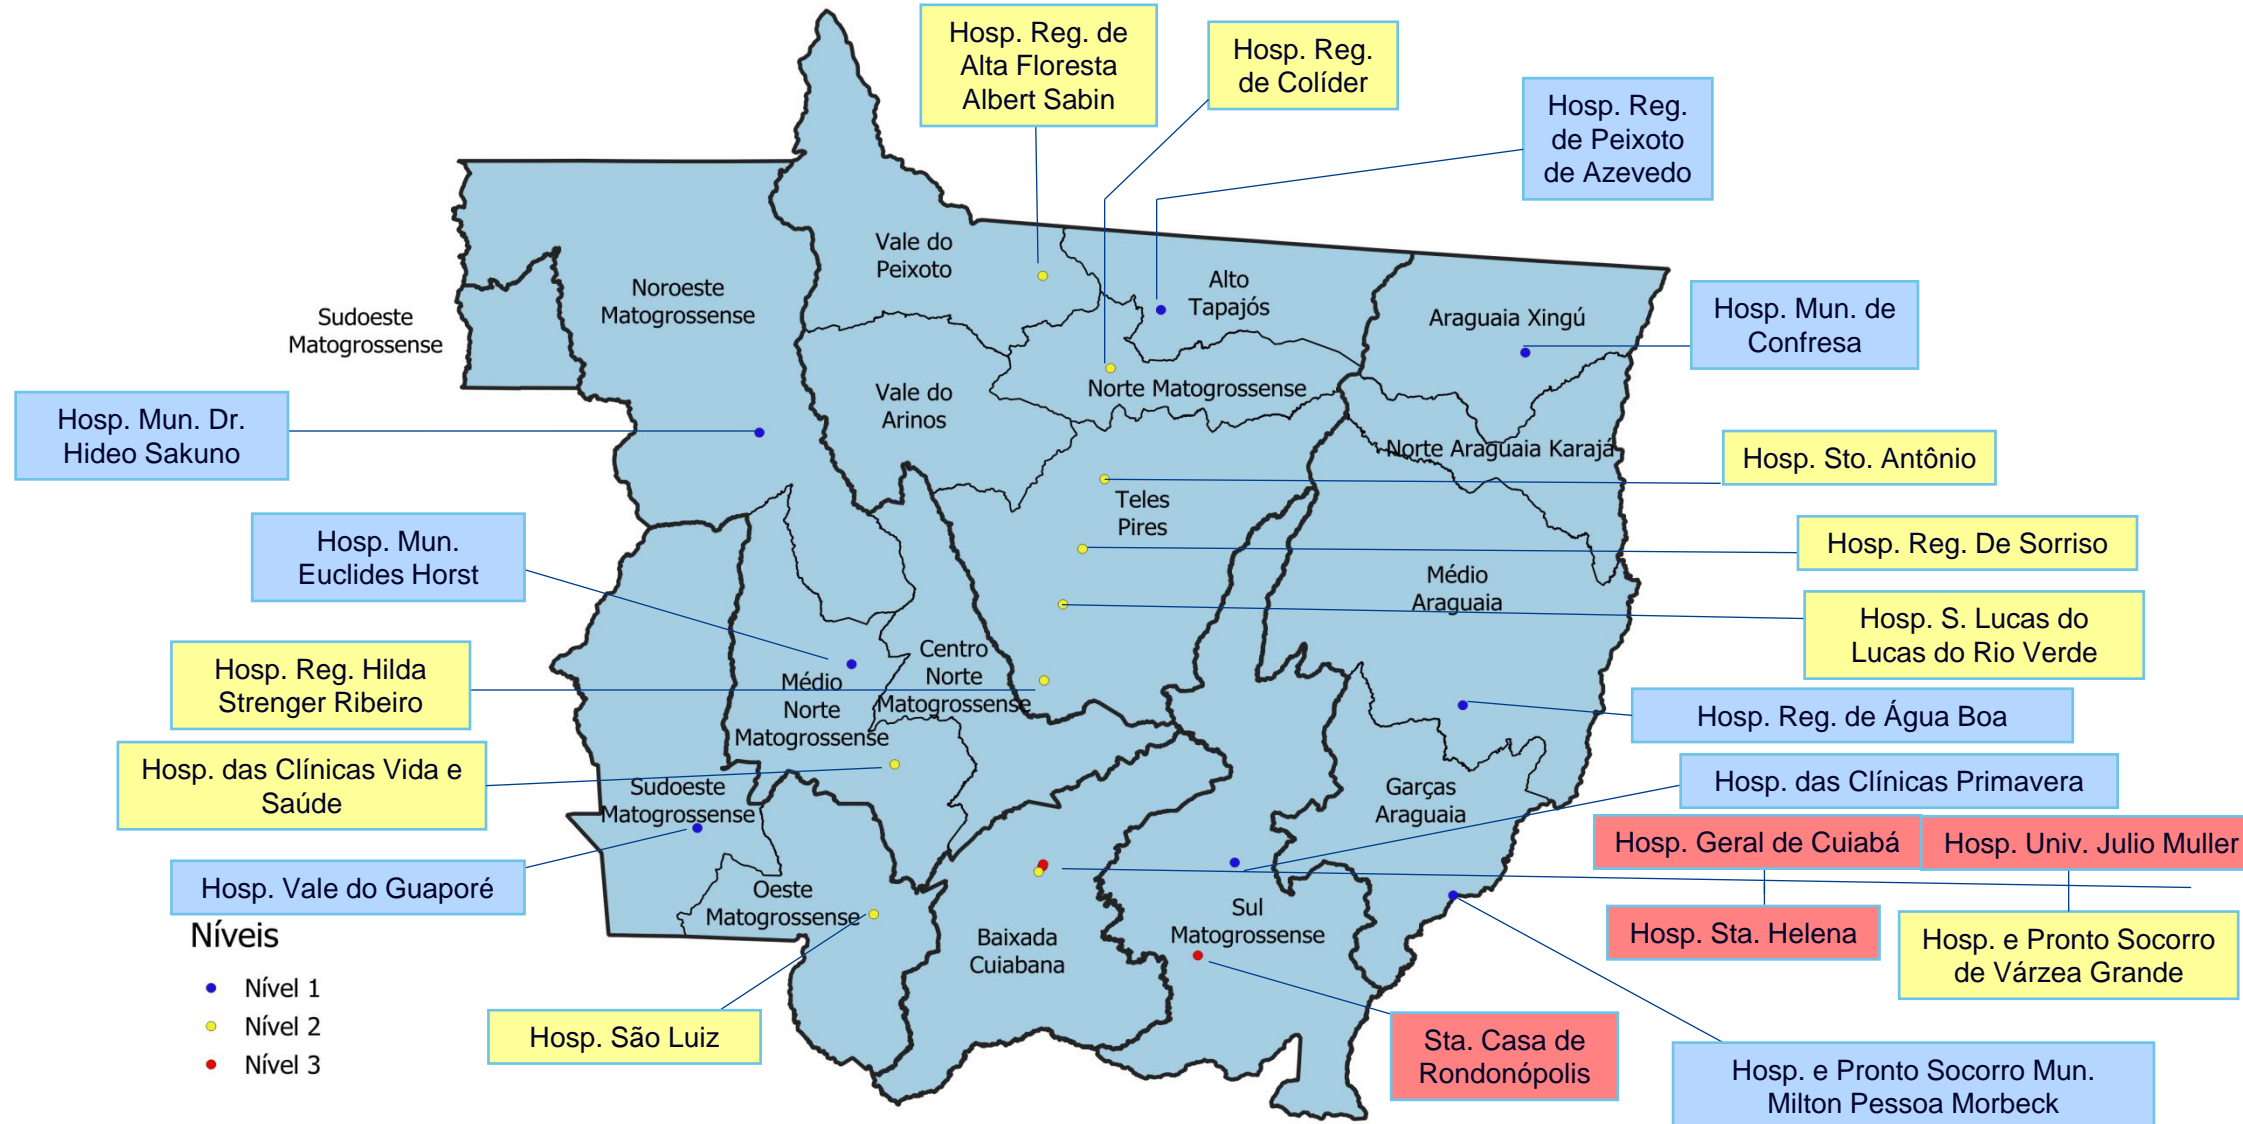 Hosp. Reg. de
Alta Floresta
Albert Sabin
Hosp. Reg.
de Colíder
Hosp. Reg.
de Peixoto
de Azevedo
Vale do
Peixoto
Alto
Tapajós
Noroeste
Matogrossense
Sudoeste
Matogrossense
Araguaia Xingú
Hosp. Mun. de
Confresa
Norte Matogrossense
Vale do
Arinos
Hosp. Mun. Dr.
Hideo Sakuno
Norte Araguaia Karajá
Hosp. Sto. Antônio
Teles
Pires
Hosp. Mun.
Euclides Horst
Hosp. Reg. De Sorriso
Médio
Araguaia
Hosp. S. Lucas do
Lucas do Rio Verde
Hosp. Reg. Hilda
Strenger Ribeiro
Centro
Norte
Matogrossense
Médio
Norte
Matogrossense
Hosp. Reg. de Água Boa
Hosp. das Clínicas Vida e
Saúde
Hosp. das Clínicas Primavera
Sudoeste
Matogrossense
Garças
Araguaia
Hosp. Geral de Cuiabá
Hosp. Univ. Julio Muller
Hosp. Vale do Guaporé
Oeste
Matogrossense
Sul
Matogrossense
Baixada
Cuiabana
Hosp. Sta. Helena
Hosp. e Pronto Socorro
de Várzea Grande
Níveis
Nível 1
Nível 2
Nível 3
Hosp. São Luiz
Sta. Casa de
Rondonópolis
Hosp. e Pronto Socorro Mun.
Milton Pessoa Morbeck